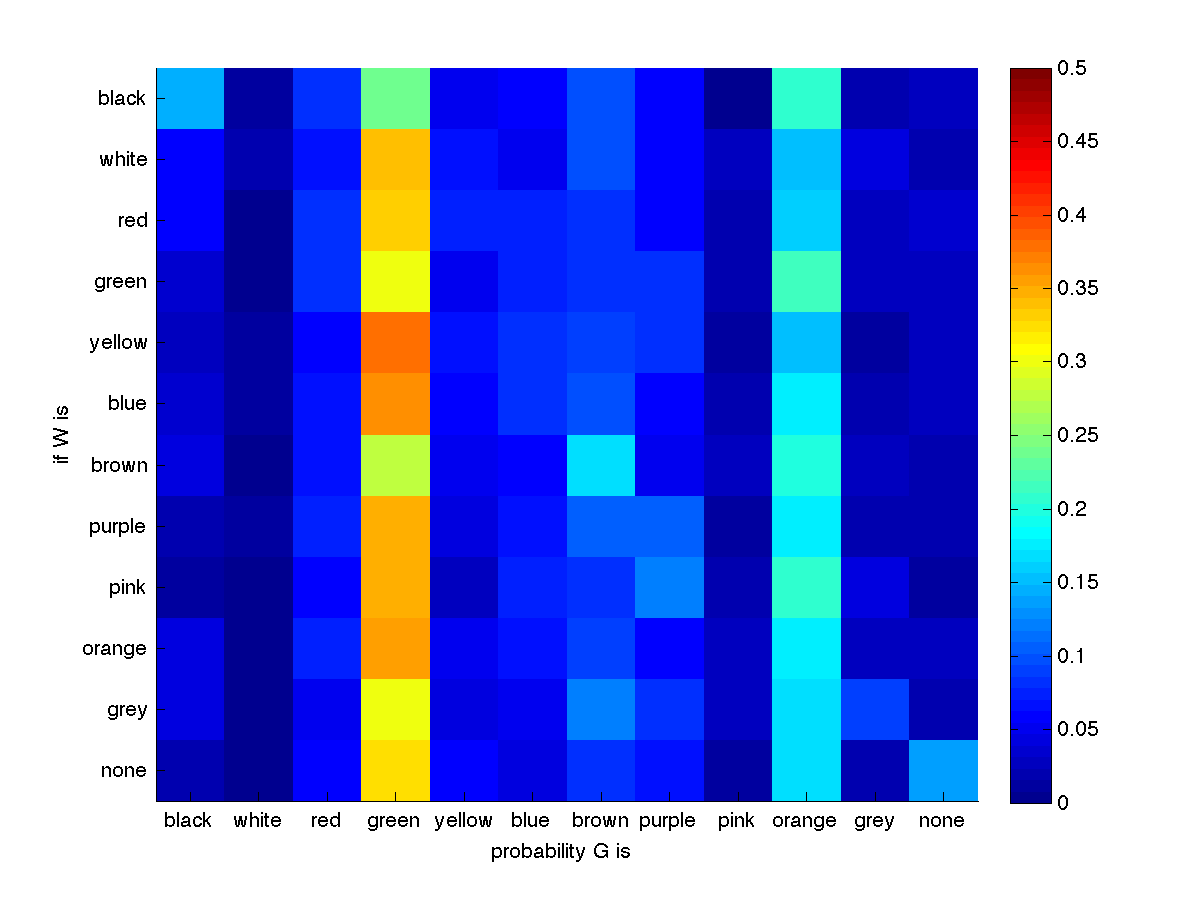 black
white
red
green
yellow
blue
brown
purple
pink
orange
grey
none
if W is
black white red green yellow blue brown purple pink orange grey none
probability G is
0.5
0.45
0.4
0.35
0.3
0.25
0.2
0.15
0.1
0.05
0